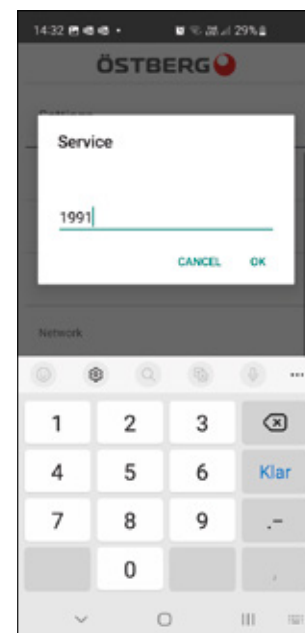 14:32 29%
ÖSTBERG
Settings
Service
1991
CANCEL OK
Network
1 2 3
4 5 6 Klar
7 8 9 .-
0 ,